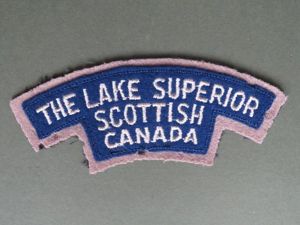 THE LAKE SUPERIOR
SCOTTISH
CANADA